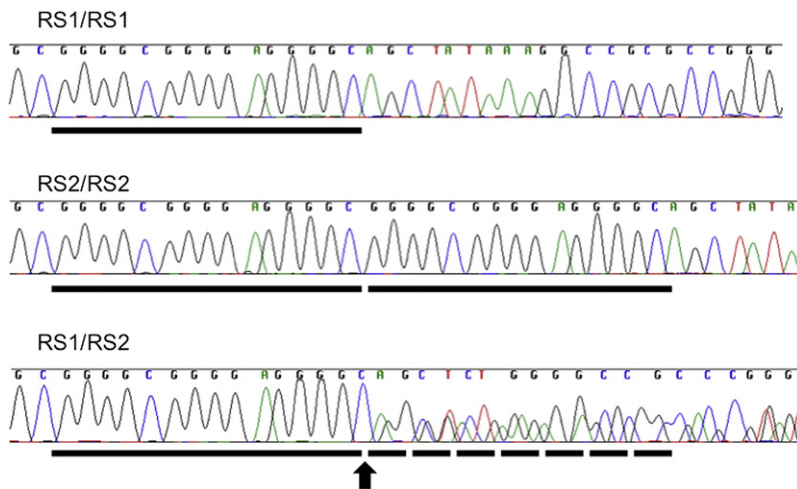 RS1/RS1
G C G G G G C G G G G A G G G G C A G C T A T A A A G G C C G C G C C G G G
RS2/RS2
G C G G G G C G G G G A G G G G C G G G G C G G G G A G G G G C A G C T A T A
RS1/RS2
G C G G G G C G G G G A G G G G C A G C T C T G G G G C C G C C C G G G